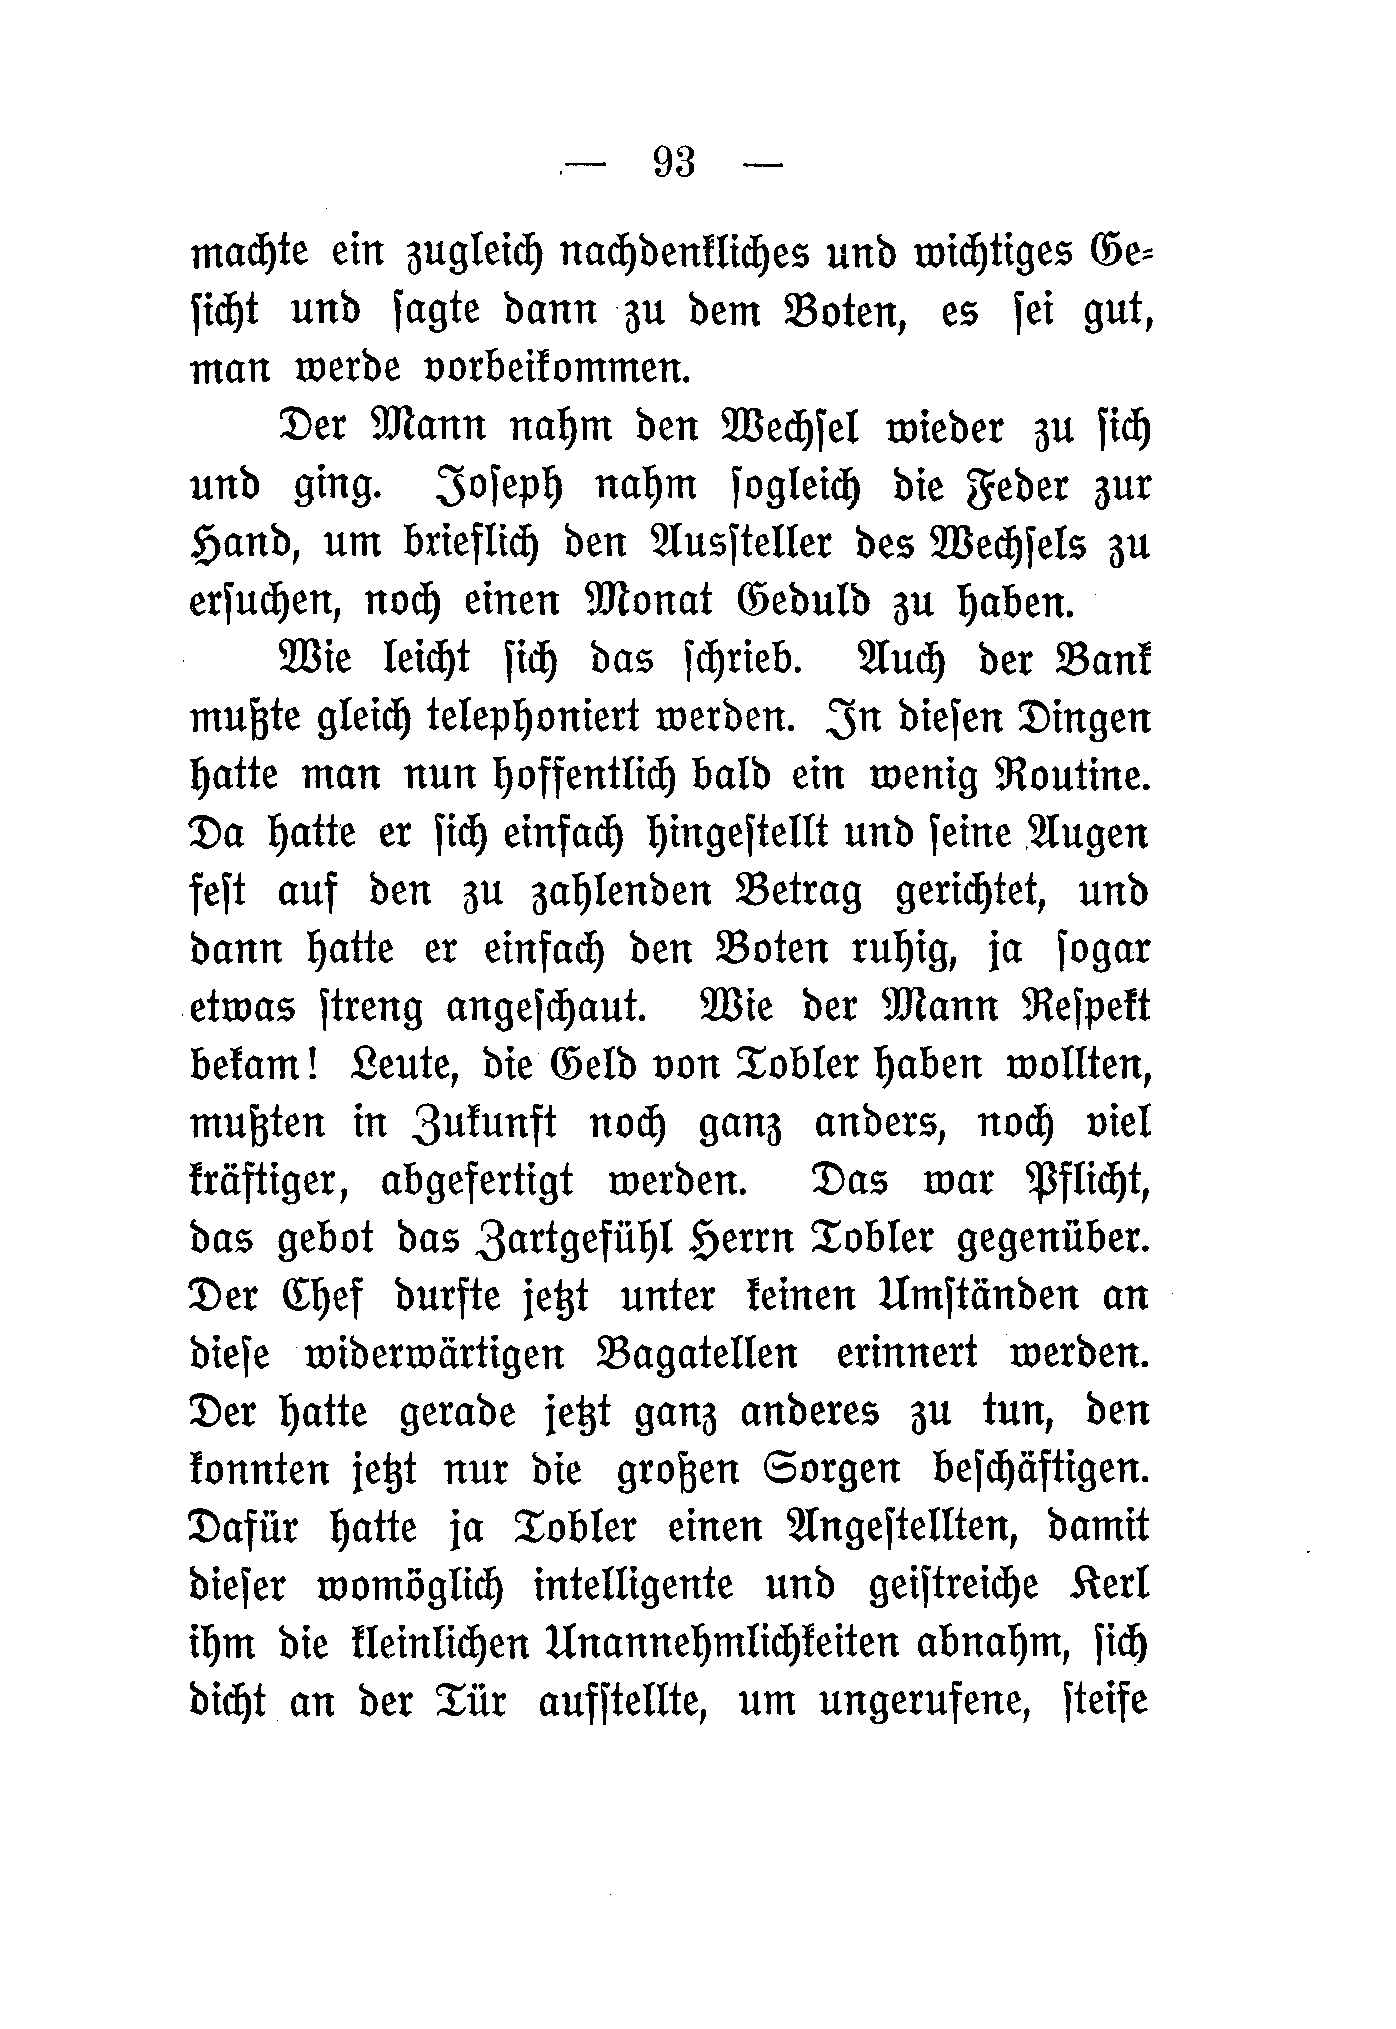 — 93 —
machte ein zugleich nachdenkliches und wichtiges Ge-
ſicht und ſagte dann zu dem Boten, es ſei gut,
man werde vorbeikommen.
Der Mann nahm den Wechſel wieder zu ſich
und ging. Joſeph nahm ſogleich die Feder zur
Hand, um brieflich den Ausſteller des Wechſels zu
erſuchen, noch einen Monat Geduld zu haben.
Wie leicht ſich das ſchrieb. Auch der Bank
mußte gleich telephoniert werden. In dieſen Dingen
hatte man nun hoffentlich bald ein wenig Routine.
Da hatte er ſich einfach hingeſtellt und ſeine Augen
feſt auf den zu zahlenden Betrag gerichtet, und
dann hatte er einfach den Boten ruhig, ja ſogar
etwas ſtreng angeſchaut. Wie der Mann Reſpekt
bekam! Leute, die Geld von Tobler haben wollten,
mußten in Zukunft noch ganz anders, noch viel
kräftiger, abgefertigt werden. Das war Pflicht,
das gebot das Zartgefühl Herrn Tobler gegenüber.
Der Chef durfte jetzt unter keinen Umſtänden an
dieſe widerwärtigen Bagatellen erinnert werden.
Der hatte gerade jetzt ganz anderes zu tun, den
konnten jetzt nur die großen Sorgen beſchäftigen.
Dafür hatte ja Tobler einen Angeſtellten, damit
dieſer womöglich intelligente und geiſtreiche Kerl
ihm die kleinlichen Unannehmlichkeiten abnahm, ſich
dicht an der Tür aufſtellte, um ungerufene, ſteife